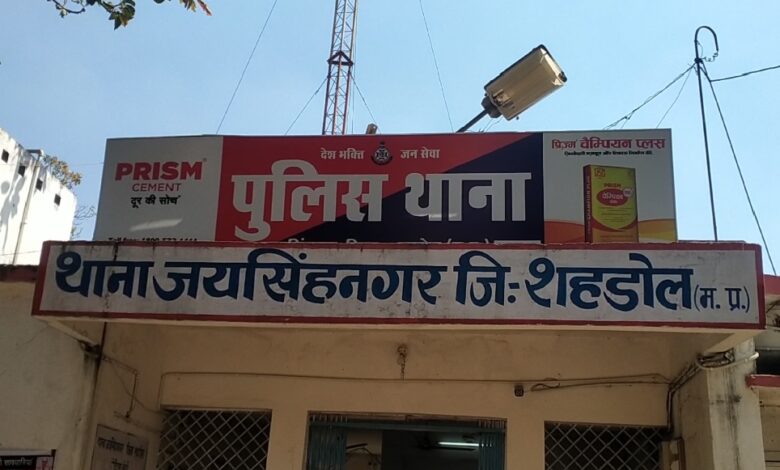 PRISM
CEMENT
दूर की सोच
देश भक्ति जन सेवा
पुलिस थाना
प्रिज़्म चैम्पियन प्लस
थाना जयसिंहनगर जि:- शहडोल (म. प्र.)